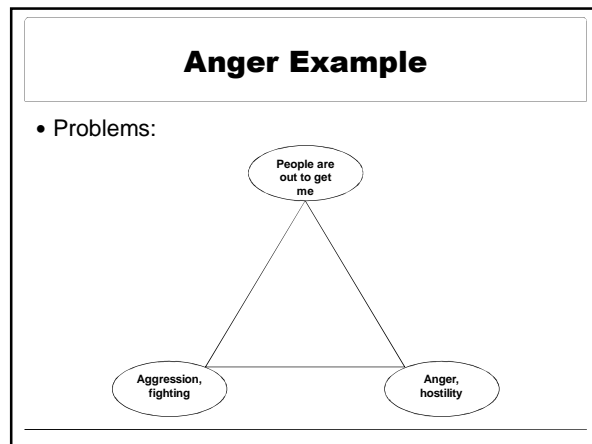 Anger Example
• Problems:
People are
out to get
me
Aggression,
fighting
Anger,
hostility